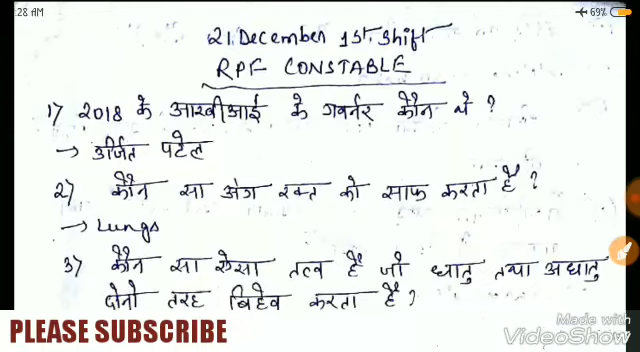 :28 AM
69%
21 December 1st Shift
RPF CONSTABLE
1) 2018 के आरबीआई के गवर्नर कौन थे ?
→ उर्जित पटेल
2) कौन सा अंग रक्त को साफ करता है ?
→ Lungs
3) कौन सा ऐसा तत्व है जो धातु तथा अधातु
दोनो तरह बिहेव करता है ?
PLEASE SUBSCRIBE
Made with
VideoShow